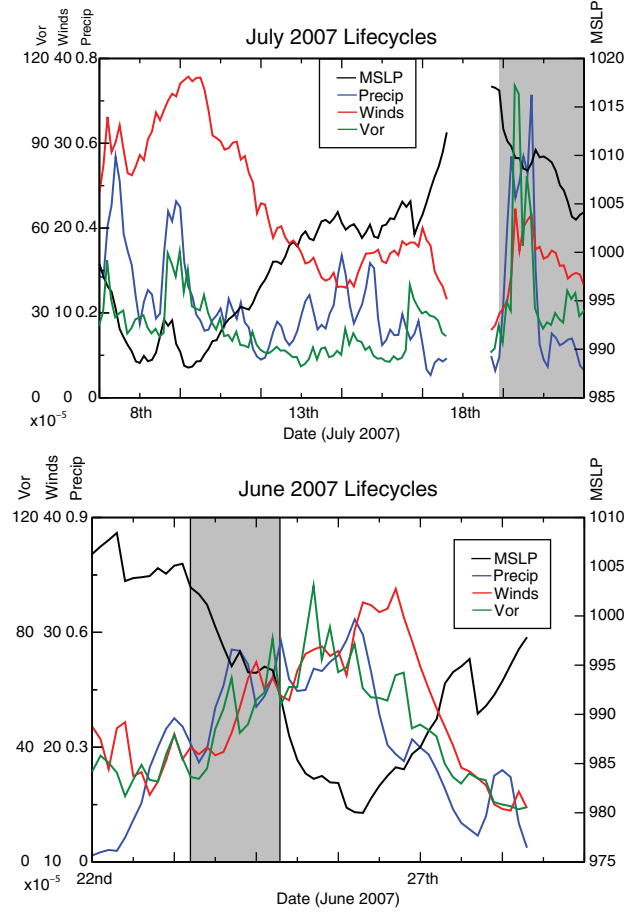 July 2007 Lifecycles
Vor Winds Precip MSLP
120 40 0.8 1020
MSLP
Precip
Winds
Vor
1015
90 30 0.6
1010
1005
60 20 0.4
1000
995
30 10 0.2
990
0 0 0 985
x10⁻⁵ 8th 13th 18th
Date (July 2007)
June 2007 Lifecycles
Vor Winds Precip MSLP
120 40 0.9 1010
MSLP
Precip
Winds
Vor
1005
1000
80 30 0.6
995
990
40 20 0.3
985
980
0 10 0 975
x10⁻⁵ 22nd 27th
Date (June 2007)